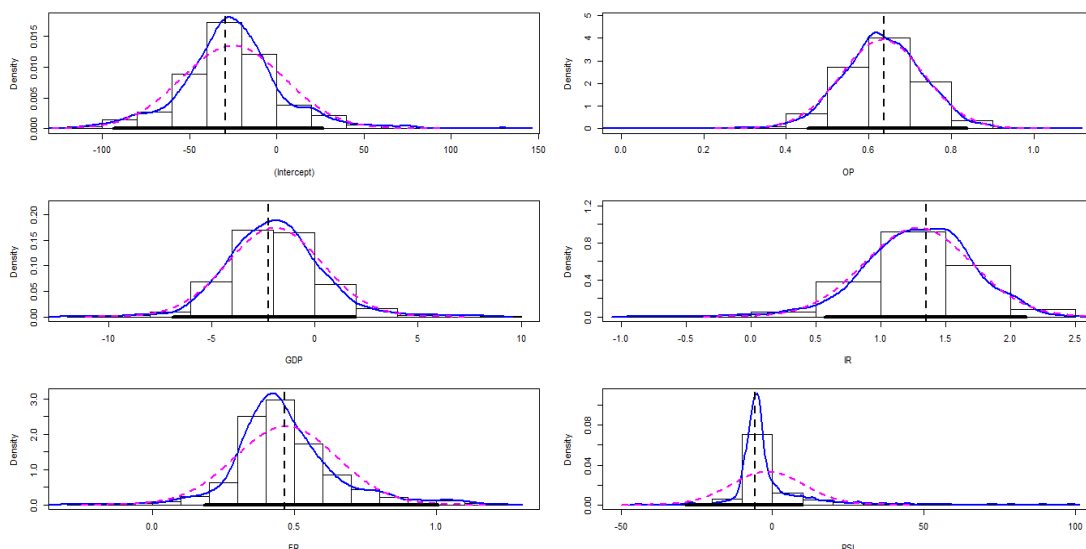 Density
0.000 0.005 0.010 0.015
-100 -50 0 50 100 150
(Intercept)
Density
0 1 2 3 4 5
0.0 0.2 0.4 0.6 0.8 1.0
OP
Density
0.00 0.05 0.10 0.15 0.20
-10 -5 0 5 10
GDP
Density
0.0 0.4 0.8 1.2
-1.0 -0.5 0.0 0.5 1.0 1.5 2.0 2.5
IR
Density
0.0 1.0 2.0 3.0
0.0 0.5 1.0
Density
0.00 0.04 0.08
-50 0 50 100